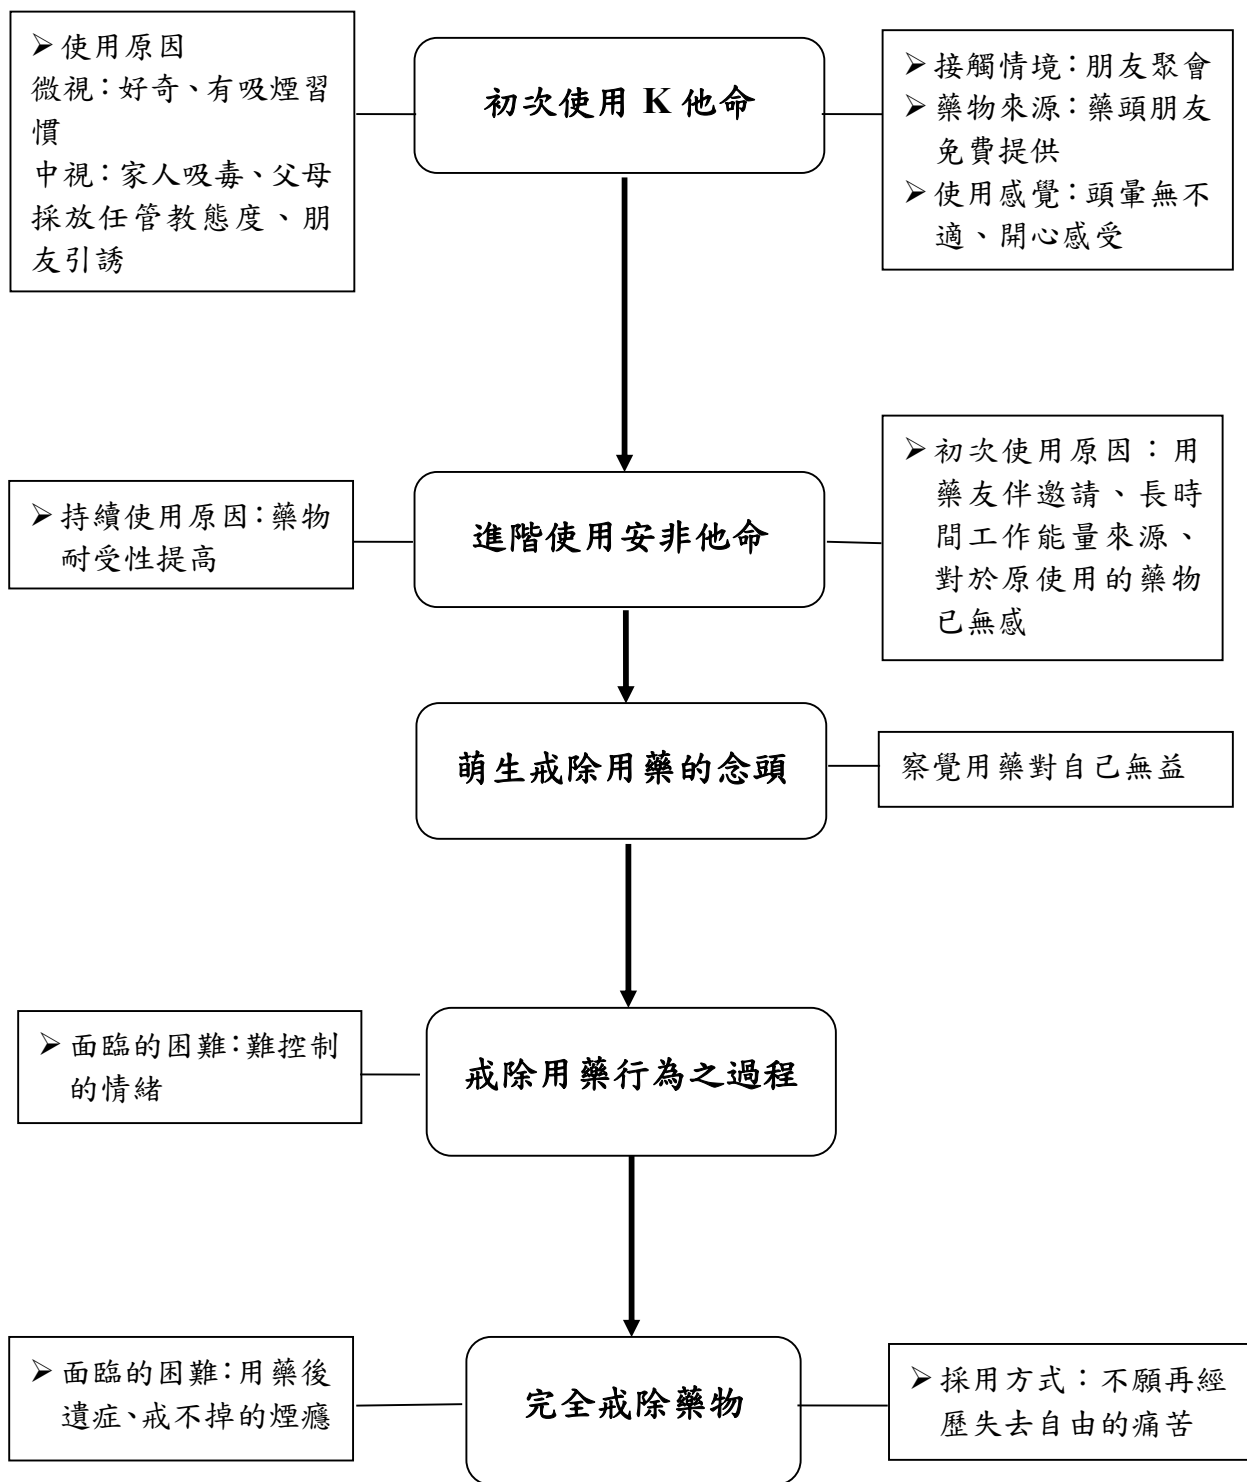 ➢ 使用原因
微視：好奇、有吸煙習
慣
中視：家人吸毒、父母
採放任管教態度、朋
友引誘
初次使用 K 他命
➢ 接觸情境：朋友聚會
➢ 藥物來源：藥頭朋友
免費提供
➢ 使用感覺：頭暈無不
適、開心感受
➢ 持續使用原因：藥物
耐受性提高
進階使用安非他命
➢ 初次使用原因：用
藥友伴邀請、長時
間工作能量來源、
對於原使用的藥物
已無感
萌生戒除用藥的念頭
察覺用藥對自己無益
➢ 面臨的困難：難控制
的情緒
戒除用藥行為之過程
➢ 面臨的困難：用藥後
遺症、戒不掉的煙癮
完全戒除藥物
➢ 採用方式：不願再經
歷失去自由的痛苦